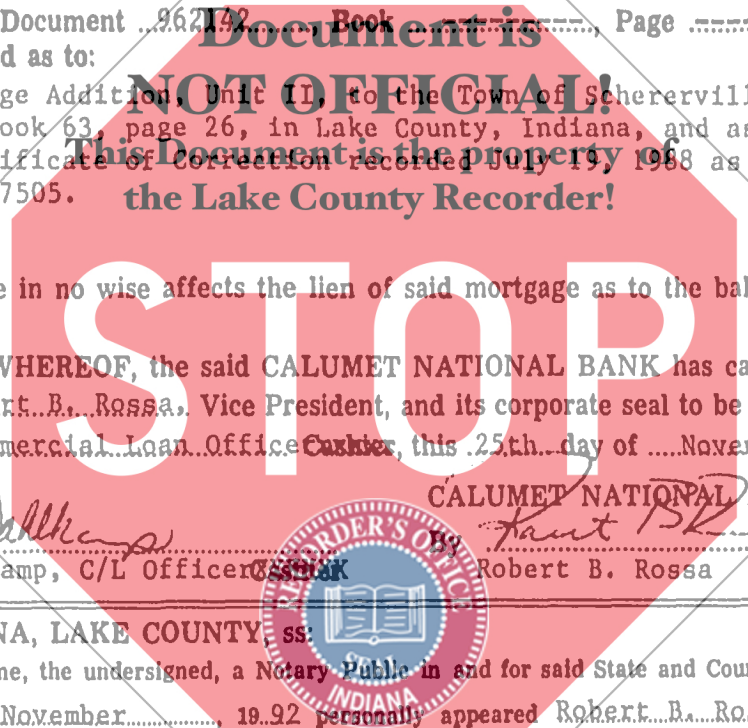 Document 962142, Book ----------, Page -----
Document is
d as to:
NOT OFFICIAL!
ge Addition, Unit II, to the Town of Scherervill
ook 63, page 26, in Lake County, Indiana, and a
This Document is the property of
ificate of Correction recorded July 19, 1988 as
7505.
the Lake County Recorder!
STOP
e in no wise affects the lien of said mortgage as to the bal
WHEREOF, the said CALUMET NATIONAL BANK has ca
rt B. Rossa, Vice President, and its corporate seal to be
mercial Loan Officer Cashier, this 25th day of Novem
CALUMET NATIONAL
By
amp, C/L Officer
Robert B. Rossa
RECORDER'S OFFICE
SEAL
INDIANA
NA, LAKE COUNTY, ss:
me, the undersigned, a Notary Public in and for said State and Cou
November, 1992 personally appeared Robert B. Ro